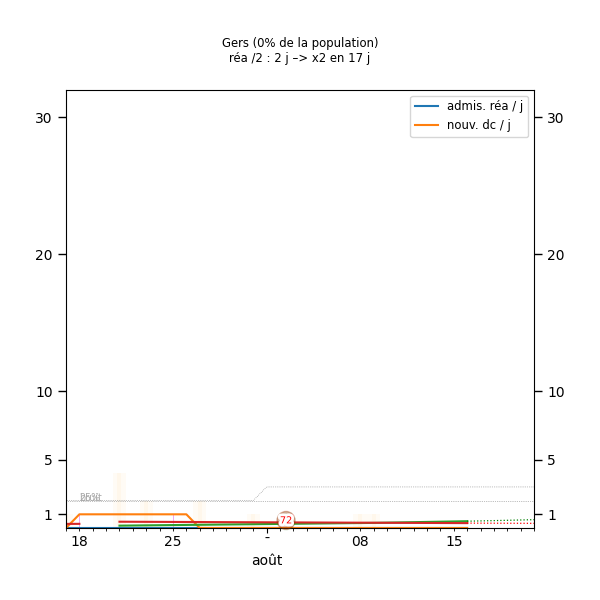 Gers (0% de la population)
réa /2 : 2 j –> x2 en 17 j
admis. réa / j
nouv. dc / j
30 30
20 20
10 10
5 5
1 1
72
18 25 - 08 15
août